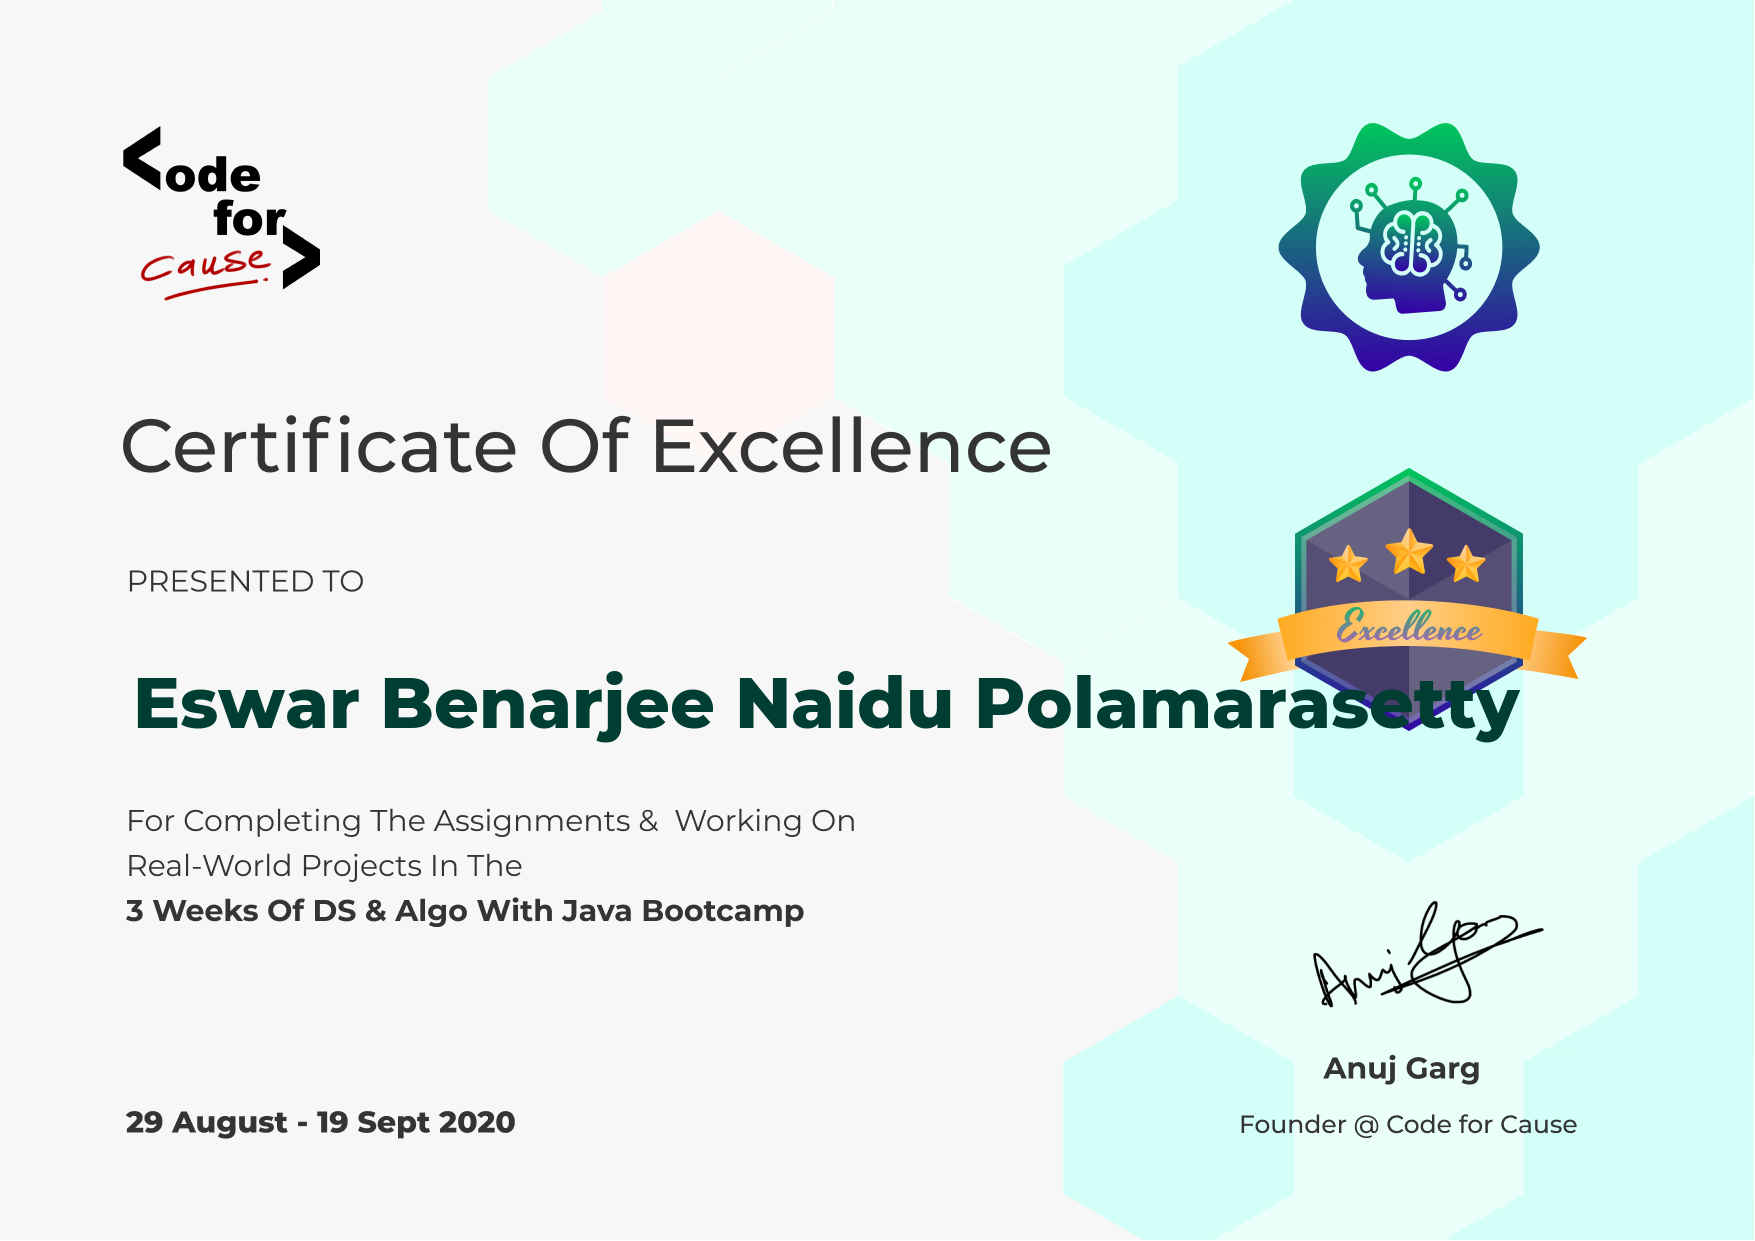 <ode
for>
Cause
Certificate Of Excellence
PRESENTED TO
Excellence
Eswar Benarjee Naidu Polamarasetty
For Completing The Assignments &  Working On
Real-World Projects In The
3 Weeks Of DS & Algo With Java Bootcamp
Anuj Garg
Anuj Garg
29 August - 19 Sept 2020
Founder @ Code for Cause